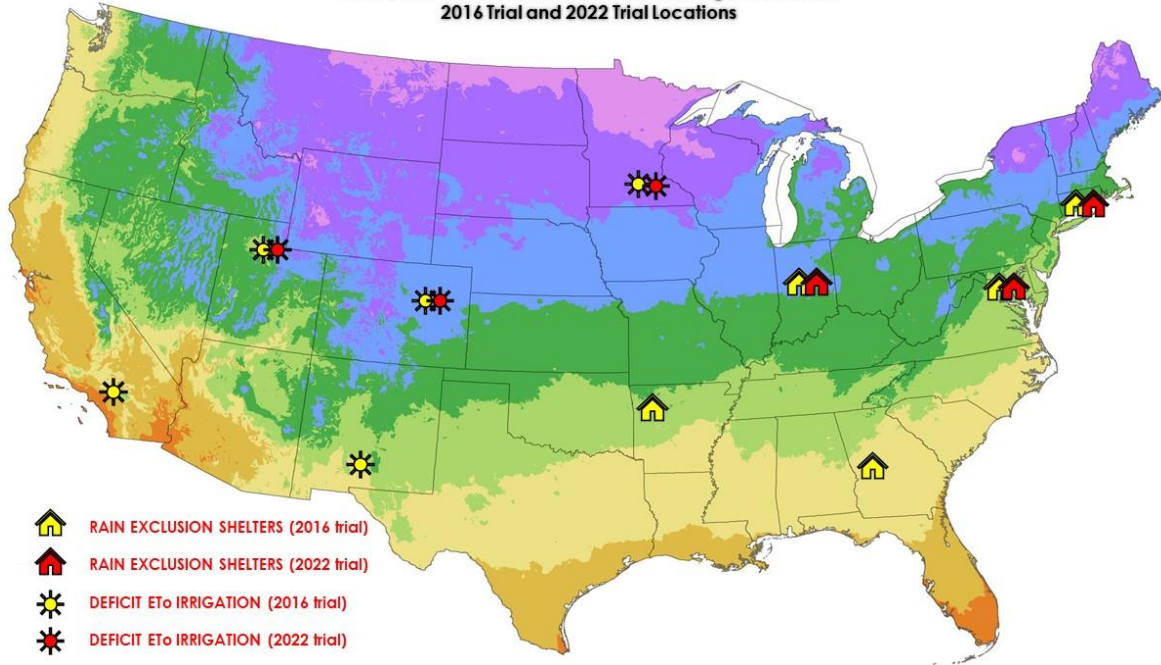 2016 Trial and 2022 Trial Locations
RAIN EXCLUSION SHELTERS (2016 trial)
RAIN EXCLUSION SHELTERS (2022 trial)
DEFICIT ETo IRRIGATION (2016 trial)
DEFICIT ETo IRRIGATION (2022 trial)